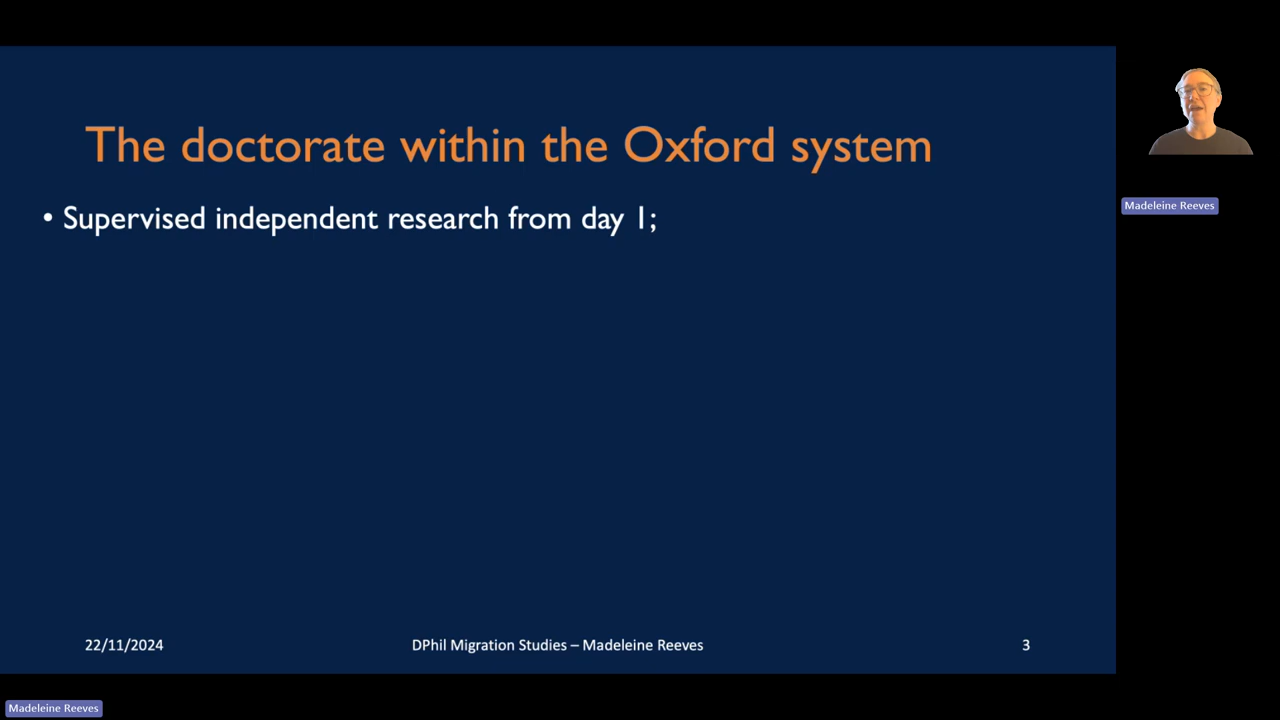 The doctorate within the Oxford system
• Supervised independent research from day 1;
Madeleine Reeves
22/11/2024
DPhil Migration Studies – Madeleine Reeves
3
Madeleine Reeves